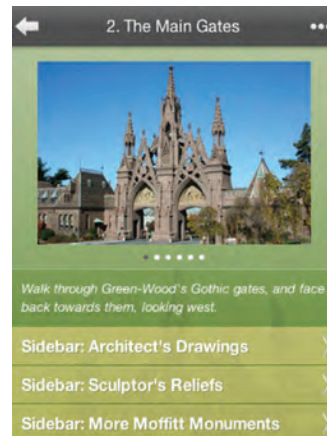 2. The Main Gates
Walk through Green-Wood's Gothic gates, and face
back towards them, looking west.
Sidebar: Architect's Drawings
Sidebar: Sculptor's Reliefs
Sidebar: More Moffitt Monuments